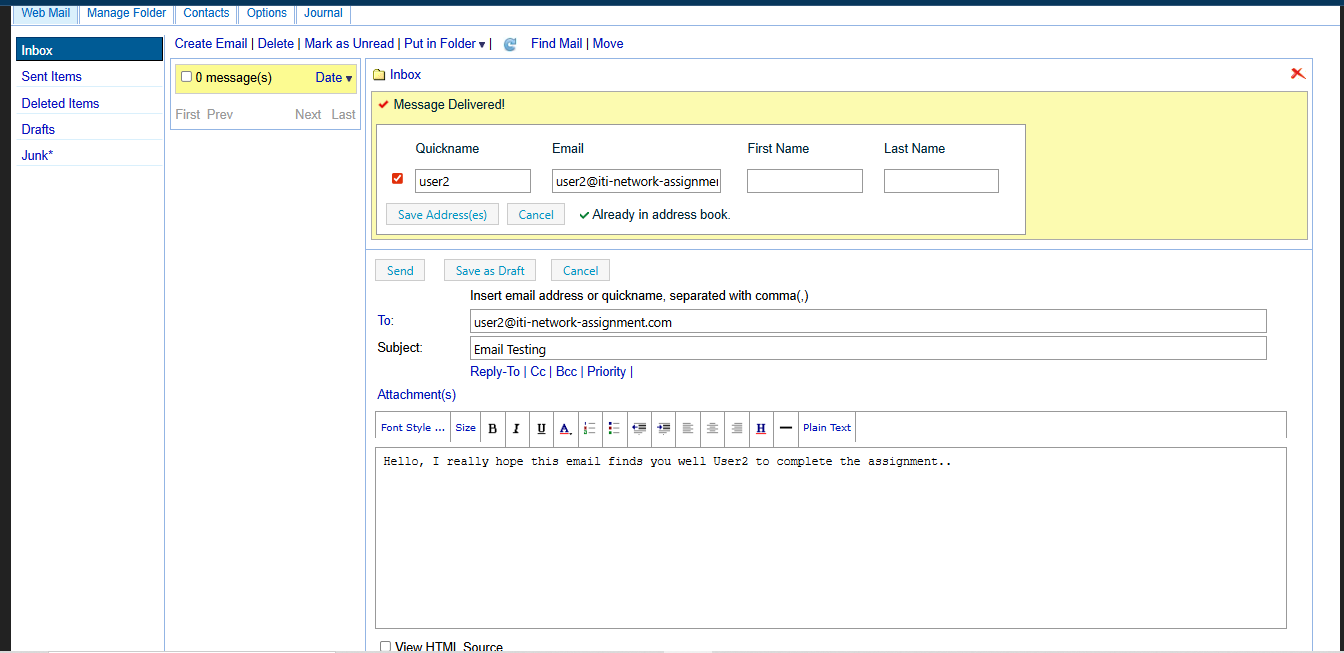 Web Mail Manage Folder Contacts Options Journal
Inbox
Sent Items
Deleted Items
Drafts
Junk*
Create Email | Delete | Mark as Unread | Put in Folder ▾ | Find Mail | Move
0 message(s) Date ▾
First Prev Next Last
Inbox
Message Delivered!
Quickname Email First Name Last Name
user2 user2@iti-network-assignmer
Save Address(es) Cancel Already in address book.
Send Save as Draft Cancel
Insert email address or quickname, separated with comma(,)
To: user2@iti-network-assignment.com
Subject: Email Testing
Reply-To | Cc | Bcc | Priority |
Attachment(s)
Font Style ... Size B I U A. H — Plain Text
Hello, I really hope this email finds you well User2 to complete the assignment..
View HTML Source